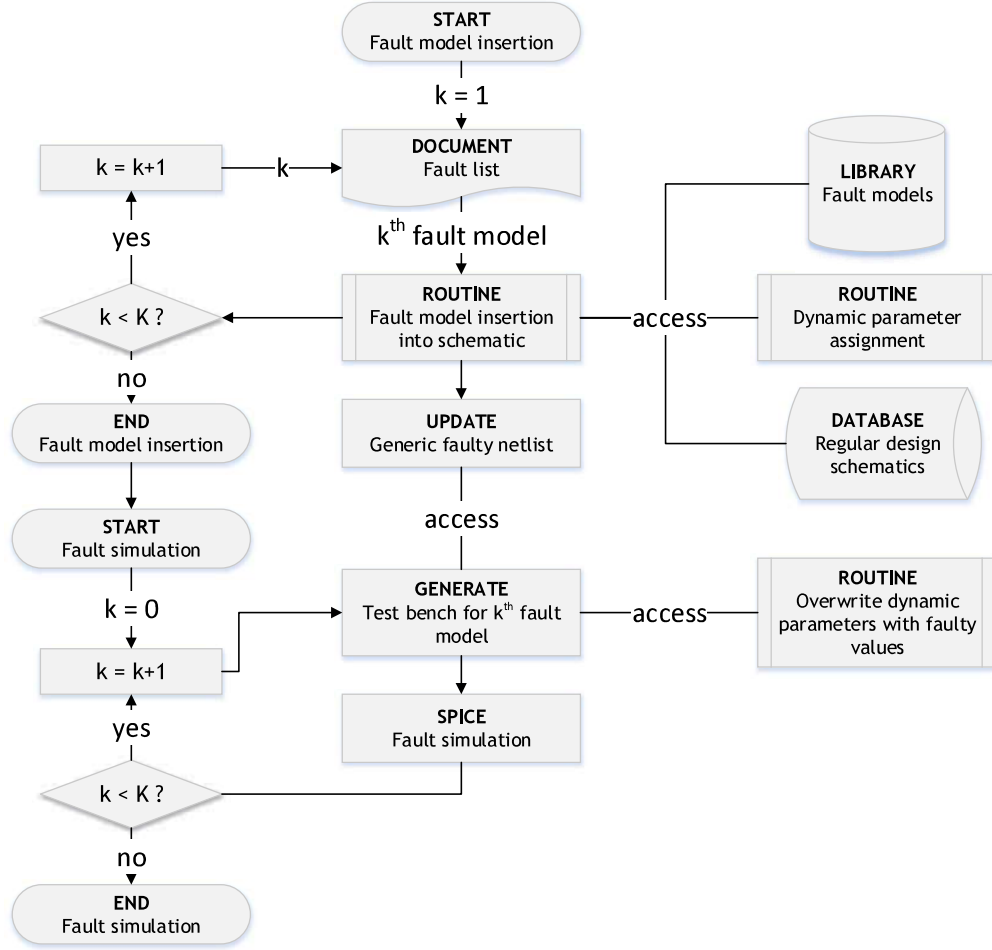 START
Fault model insertion
k = 1
DOCUMENT
Fault list
k = k+1
k
LIBRARY
Fault models
yes
kth fault model
k < K ?
ROUTINE
Fault model insertion
into schematic
access
ROUTINE
Dynamic parameter
assignment
no
END
Fault model insertion
UPDATE
Generic faulty netlist
DATABASE
Regular design
schematics
START
Fault simulation
access
k = 0
GENERATE
Test bench for kth fault
model
access
ROUTINE
Overwrite dynamic
parameters with faulty
values
k = k+1
yes
SPICE
Fault simulation
k < K ?
no
END
Fault simulation